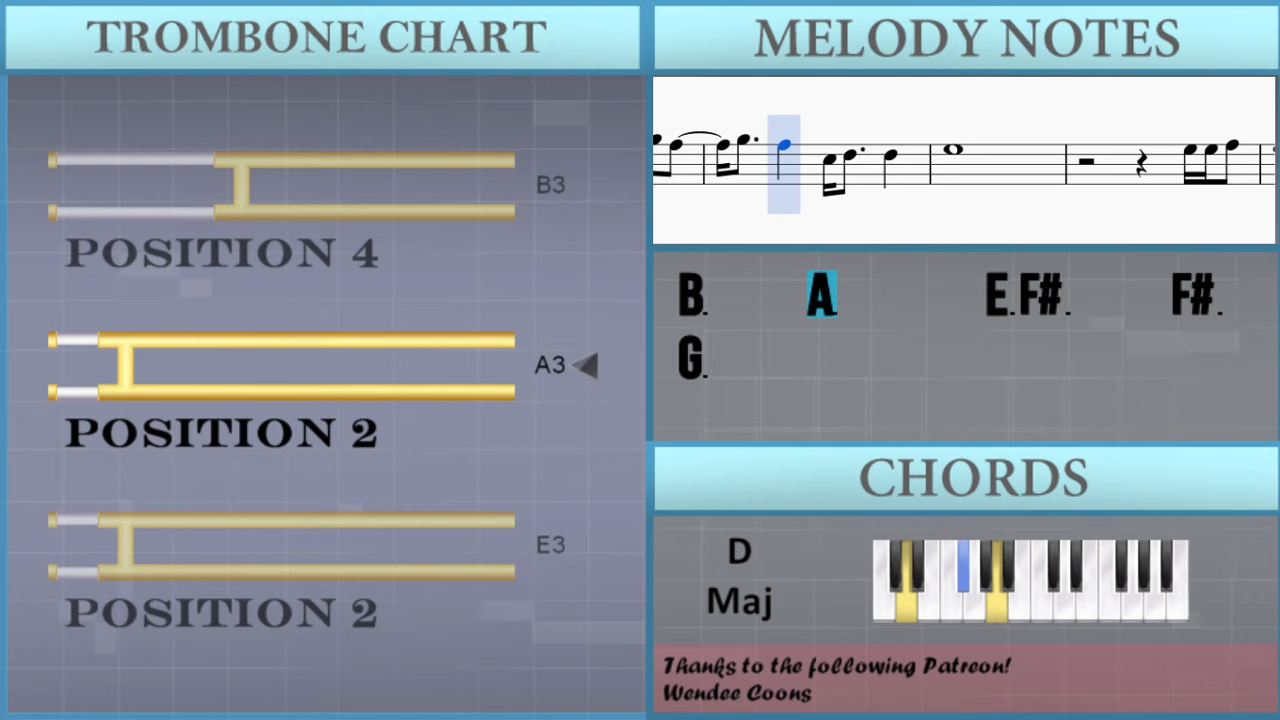 TROMBONE CHART
B3
POSITION 4
A3
POSITION 2
E3
POSITION 2
MELODY NOTES
B. A. E.F#. F#.
G.
CHORDS
D
Maj
Thanks to the following Patreon!
Wendee Coons